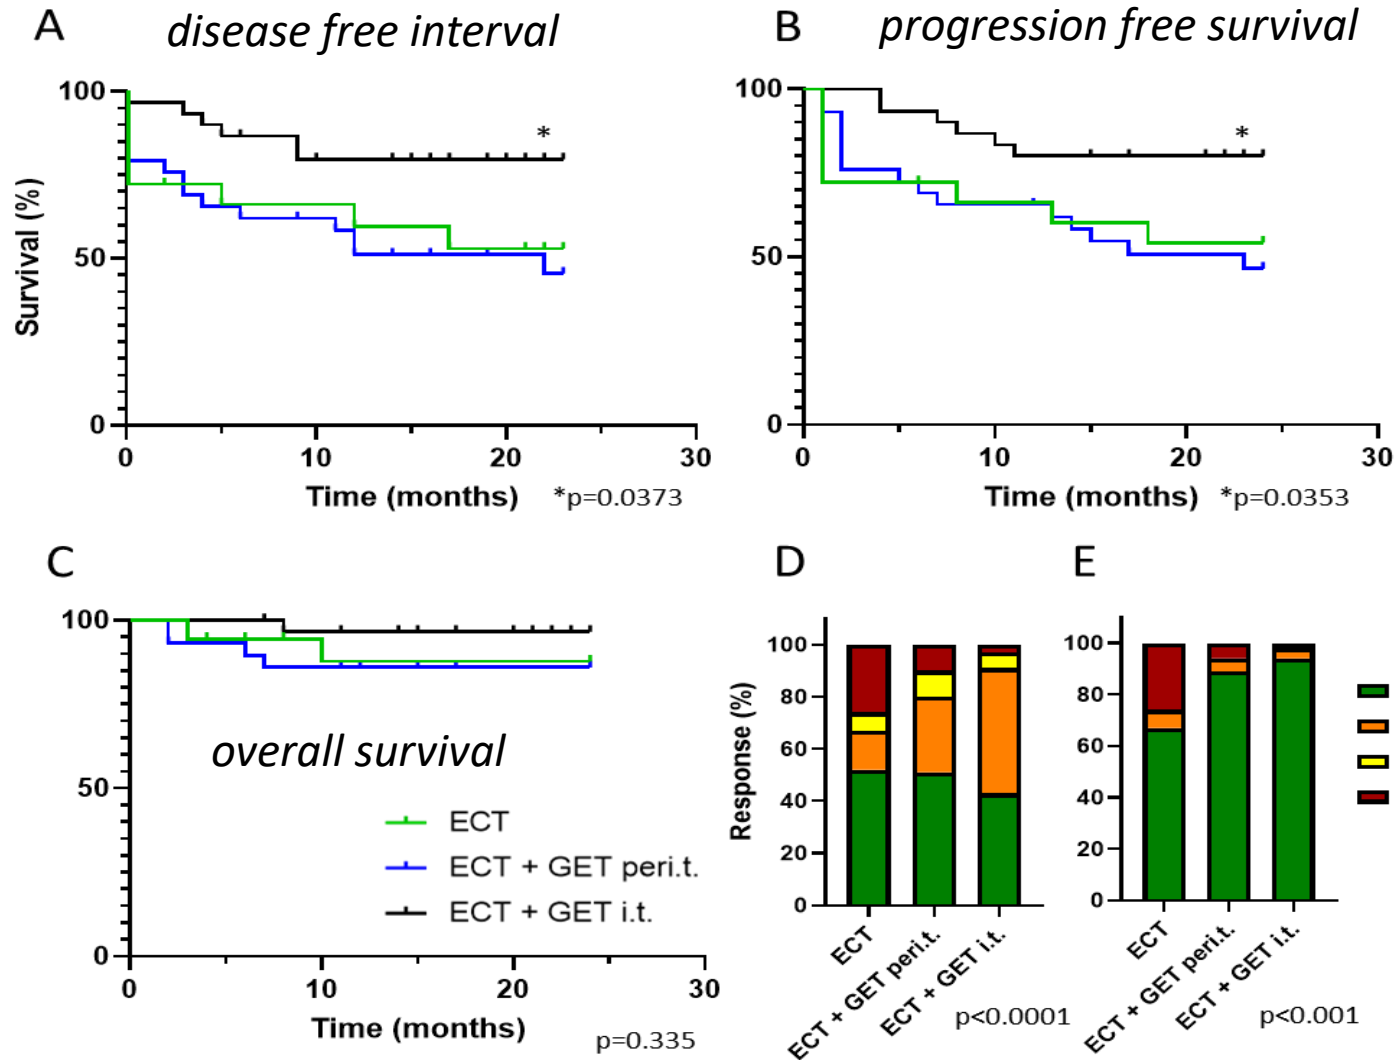 A
disease free interval
B
progression free survival
100
50
0
Survival (%)
*
0 10 20 30
Time (months)
*p=0.0373
100
50
0
*
0 10 20 30
Time (months)
*p=0.0353
C
100
50
0
overall survival
ECT
ECT + GET peri.t.
ECT + GET i.t.
0 10 20 30
Time (months)
p=0.335
D
100
80
60
40
20
0
Response (%)
ECT
ECT + GET peri.t.
ECT + GET i.t.
p<0.0001
E
100
80
60
40
20
0
ECT
ECT + GET peri.t.
ECT + GET i.t.
p<0.001